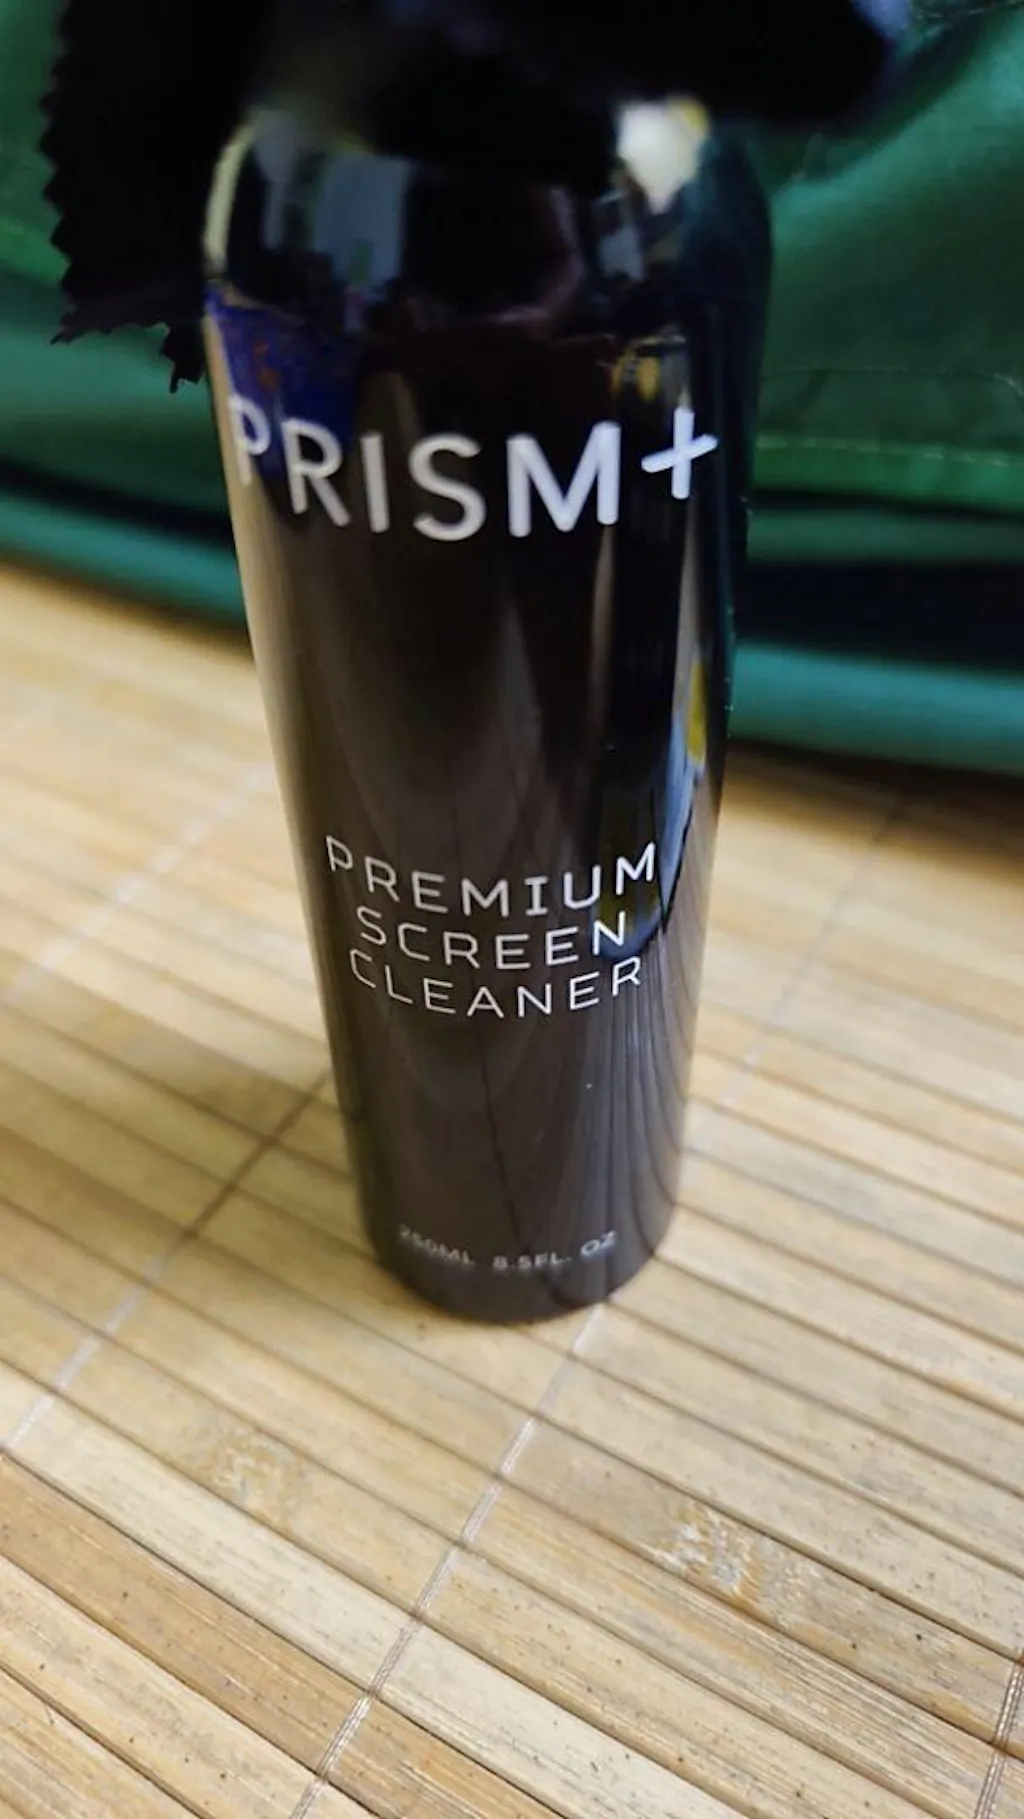 PRISM+
PREMIUM
SCREEN
CLEANER
250ML 8.5FL. OZ